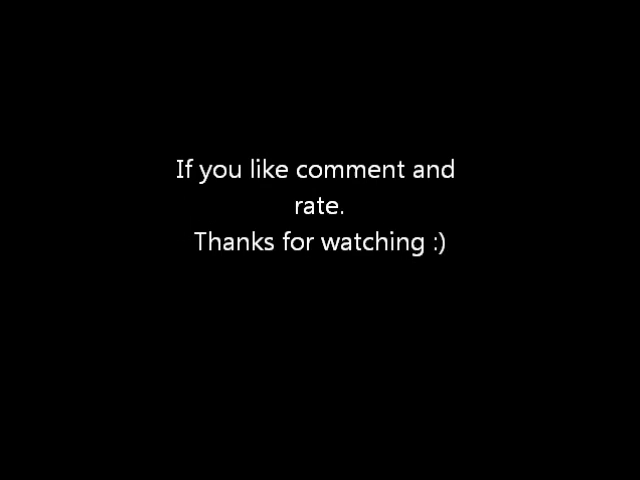 If you like comment and
rate.
Thanks for watching :)